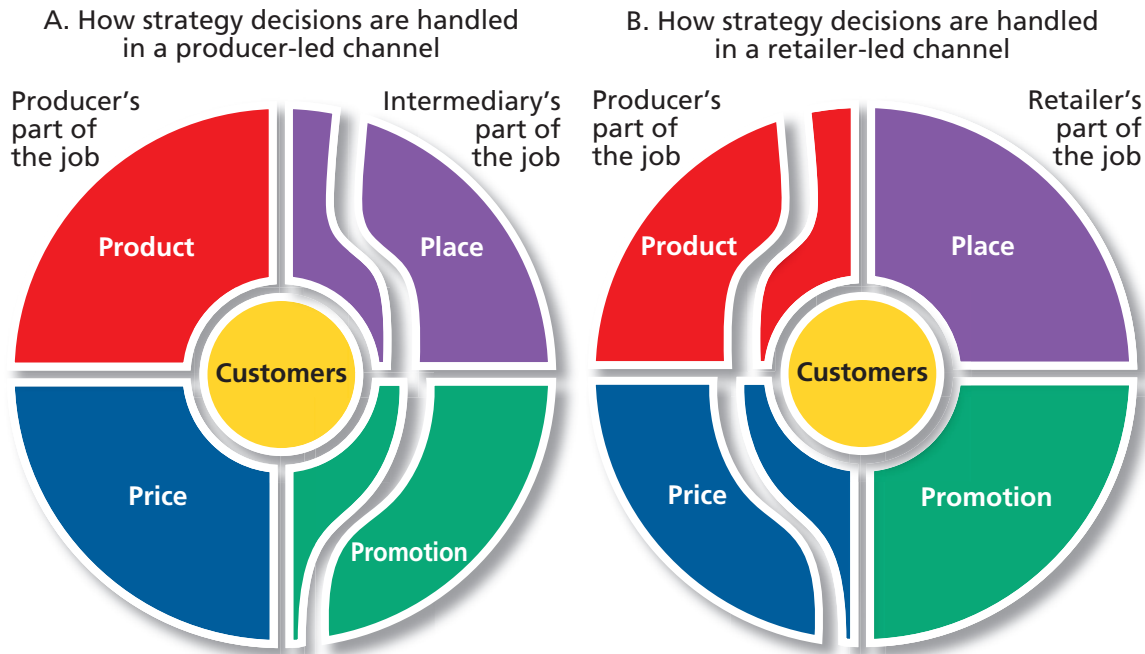 A. How strategy decisions are handled
in a producer-led channel
Producer's
part of
the job
Intermediary's
part of
the job
Product
Place
Customers
Price
Promotion
B. How strategy decisions are handled
in a retailer-led channel
Producer's
part of
the job
Retailer's
part of
the job
Product
Place
Customers
Price
Promotion